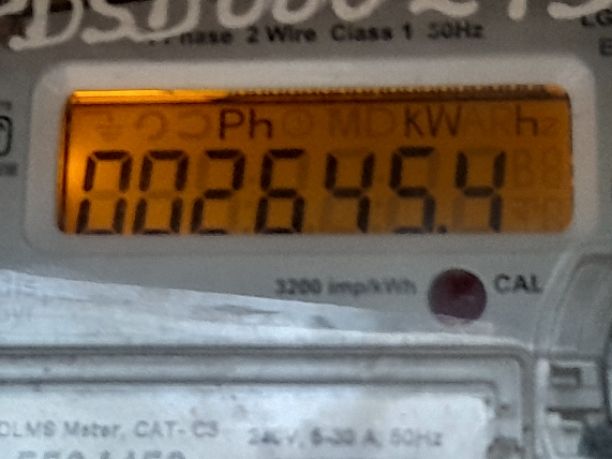 Phase 2 Wire Class 1 50Hz
Ph KW h
002645.4
3200 imp/kWh CAL
DLMS Meter, CAT- C3 240V, 5-30 A, 50Hz